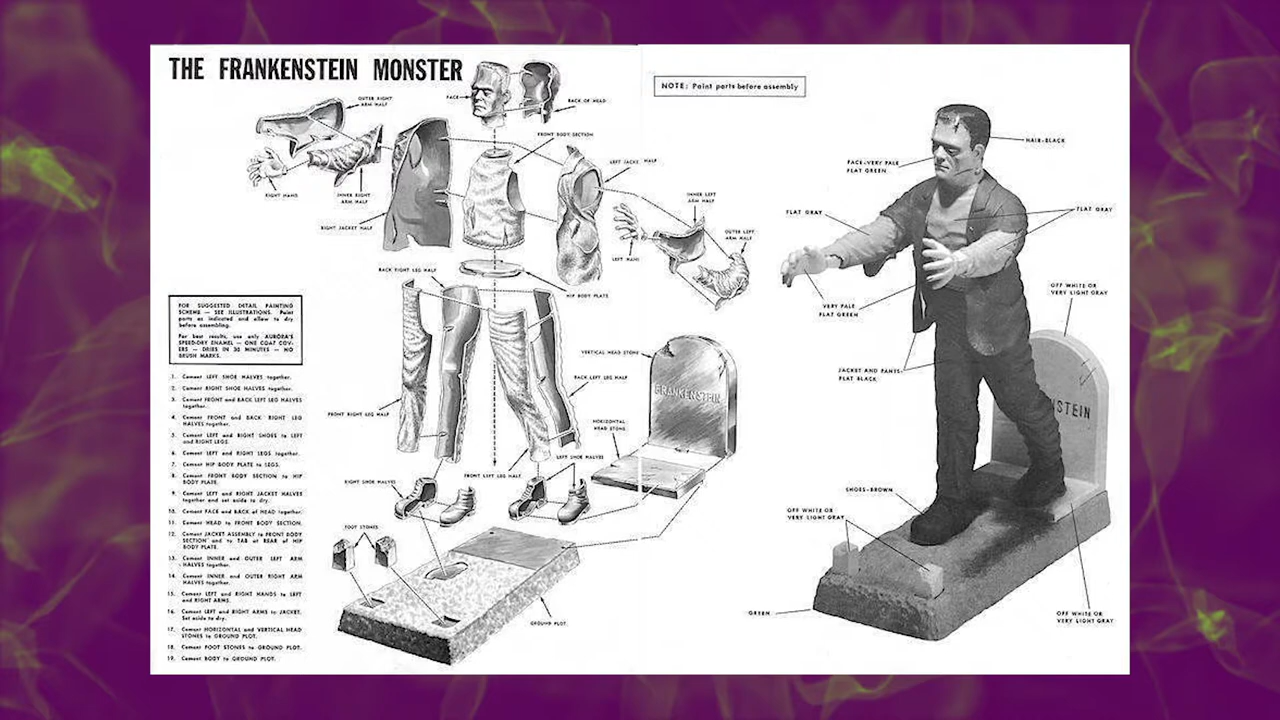 THE FRANKENSTEIN MONSTER
OUTER RIGHT
ARM HALF
FACE
BACK OF HEAD
FRONT BODY SECTION
RIGHT HAND
INNER RIGHT
ARM HALF
RIGHT JACKET HALF
LEFT JACKET HALF
INNER LEFT
ARM HALF
OUTER LEFT
ARM HALF
LEFT HAND
BACK RIGHT LEG HALF
HIP BODY PLATE
FOR SUGGESTED DETAIL PAINTING
SCHEME — SEE ILLUSTRATIONS. Paint
parts as indicated and allow to dry
before assembling.
For best results, use only AURORA'S
SPEED-DRY ENAMEL — ONE COAT COV-
ERS — DRIES IN 30 MINUTES — NO
BRUSH MARKS.
VERTICAL HEAD STONE
FRANKENSTEIN
BACK LEFT LEG HALF
FRONT RIGHT LEG HALF
HORIZONTAL
HEAD STONE
LEFT SHOE HALVES
FRONT LEFT LEG HALF
RIGHT SHOE HALVES
FOOT STONES
GROUND PLOT
1. Cement LEFT SHOE HALVES together.
2. Cement RIGHT SHOE HALVES together.
3. Cement FRONT and BACK LEFT LEG HALVES
together.
4. Cement FRONT and BACK RIGHT LEG
HALVES together.
5. Cement LEFT and RIGHT SHOES to LEFT
and RIGHT LEGS.
6. Cement LEFT and RIGHT LEGS together.
7. Cement HIP BODY PLATE to LEGS.
8. Cement FRONT BODY SECTION to HIP
BODY PLATE.
9. Cement LEFT and RIGHT JACKET HALVES
together and set aside to dry.
10. Cement FACE and BACK of HEAD together.
11. Cement HEAD to FRONT BODY SECTION.
12. Cement JACKET ASSEMBLY to FRONT BODY
SECTION and to TAB at REAR of HIP
BODY PLATE.
13. Cement INNER and OUTER LEFT ARM
HALVES together.
14. Cement INNER and OUTER RIGHT ARM
HALVES together.
15. Cement LEFT and RIGHT HANDS to LEFT
and RIGHT ARMS.
16. Cement LEFT and RIGHT ARMS to JACKET.
Set aside to dry.
17. Cement HORIZONTAL and VERTICAL HEAD
STONES to GROUND PLOT.
18. Cement FOOT STONES to GROUND PLOT.
19. Cement BODY to GROUND PLOT.
NOTE: Paint parts before assembly
HAIR-BLACK
FACE-VERY PALE
FLAT GREEN
FLAT GRAY
FLAT GRAY
VERY PALE
FLAT GREEN
OFF WHITE OR
VERY LIGHT GRAY
JACKET AND PANTS-
FLAT BLACK
NSTEIN
SHOES-BROWN
OFF WHITE OR
VERY LIGHT GRAY
GREEN
OFF WHITE OR
VERY LIGHT GRAY